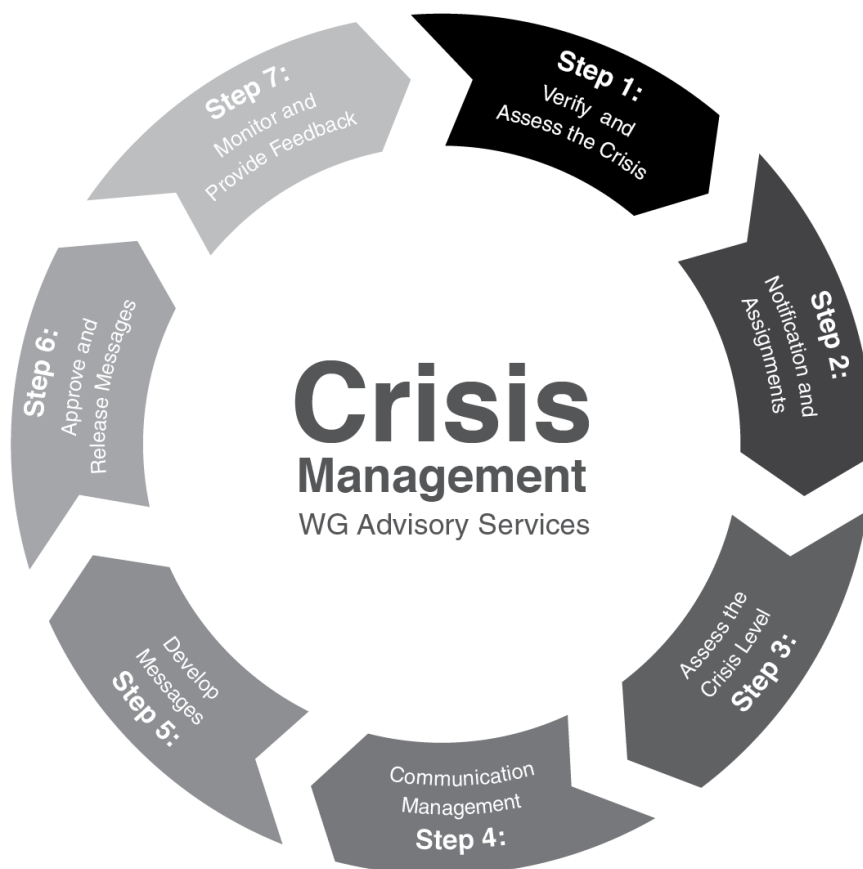 Crisis
Management
WG Advisory Services
Step 1:
Verify and
Assess the Crisis
Step 2:
Notification and
Assignments
Assess the
Crisis Level
Step 3:
Communication
Management
Step 4:
Develop
Messages
Step 5:
Step 6:
Approve and
Release Messages
Step 7:
Monitor and
Provide Feedback